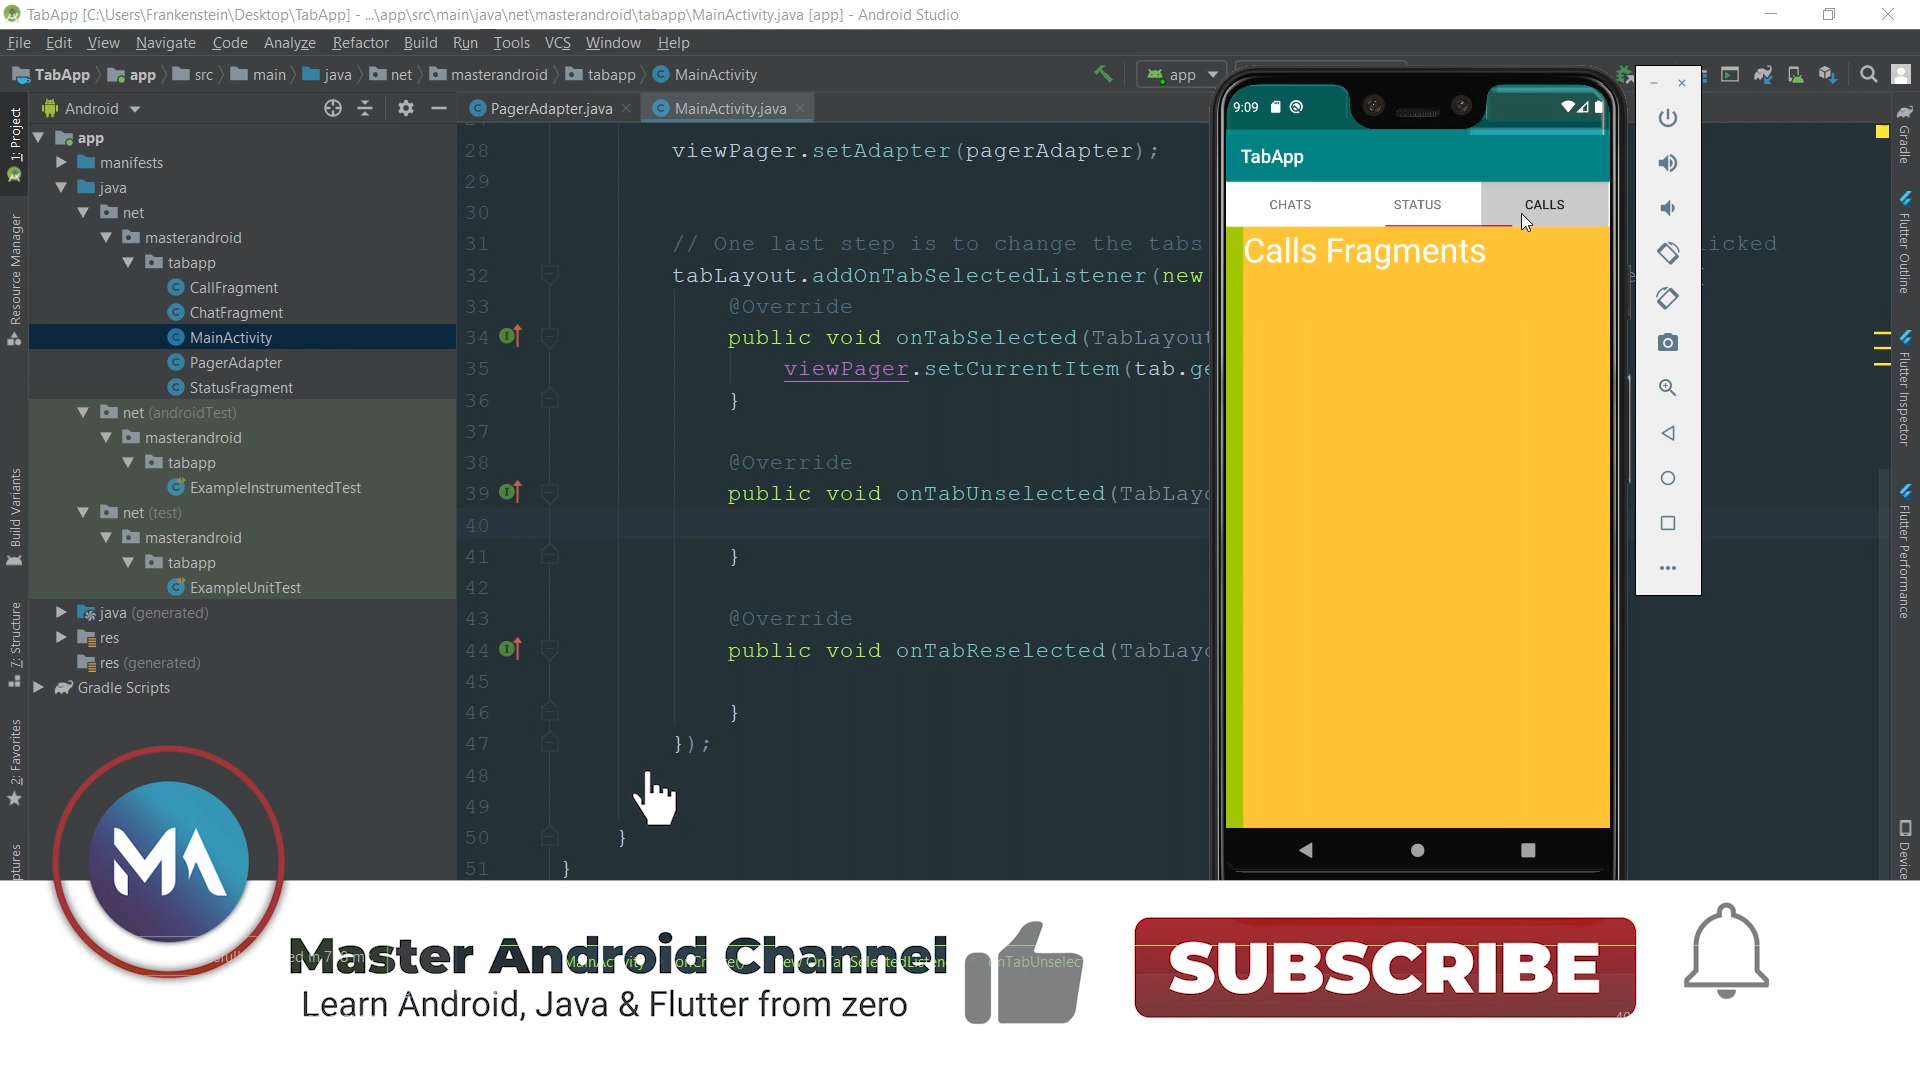 TabApp [C:\Users\Frankenstein\Desktop\TabApp] - ...\app\src\main\java\net\masterandroid\tabapp\MainActivity.java [app] - Android Studio
File Edit View Navigate Code Analyze Refactor Build Run Tools VCS Window Help
TabApp app src main java net masterandroid tabapp MainActivity app
Android PagerAdapter.java MainActivity.java
1: Project
Resource Manager
Build Variants
7: Structure
2: Favorites
app
manifests
java
net
masterandroid
tabapp
CallFragment
ChatFragment
MainActivity
PagerAdapter
StatusFragment
net (androidTest)
masterandroid
tabapp
ExampleInstrumentedTest
net (test)
masterandroid
tabapp
ExampleUnitTest
java (generated)
res
res (generated)
Gradle Scripts
28 viewPager.setAdapter(pagerAdapter);
29
30
31 // One last step is to change the tabs icked
32 tabLayout.addOnTabSelectedListener(new
33 @Override
34 public void onTabSelected(TabLayout
35 viewPager.setCurrentItem(tab.ge
36 }
37
38 @Override
39 public void onTabUnselected(TabLayo
40
41 }
42
43 @Override
44 public void onTabReselected(TabLayo
45
46 }
47 });
48
49
50 }
51 }
9:09
TabApp
CHATS STATUS CALLS
Calls Fragments
Gradle
Flutter Outline
Flutter Inspector
Flutter Performance
Device
MA
Master Android Channel
Learn Android, Java & Flutter from zero
SUBSCRIBE